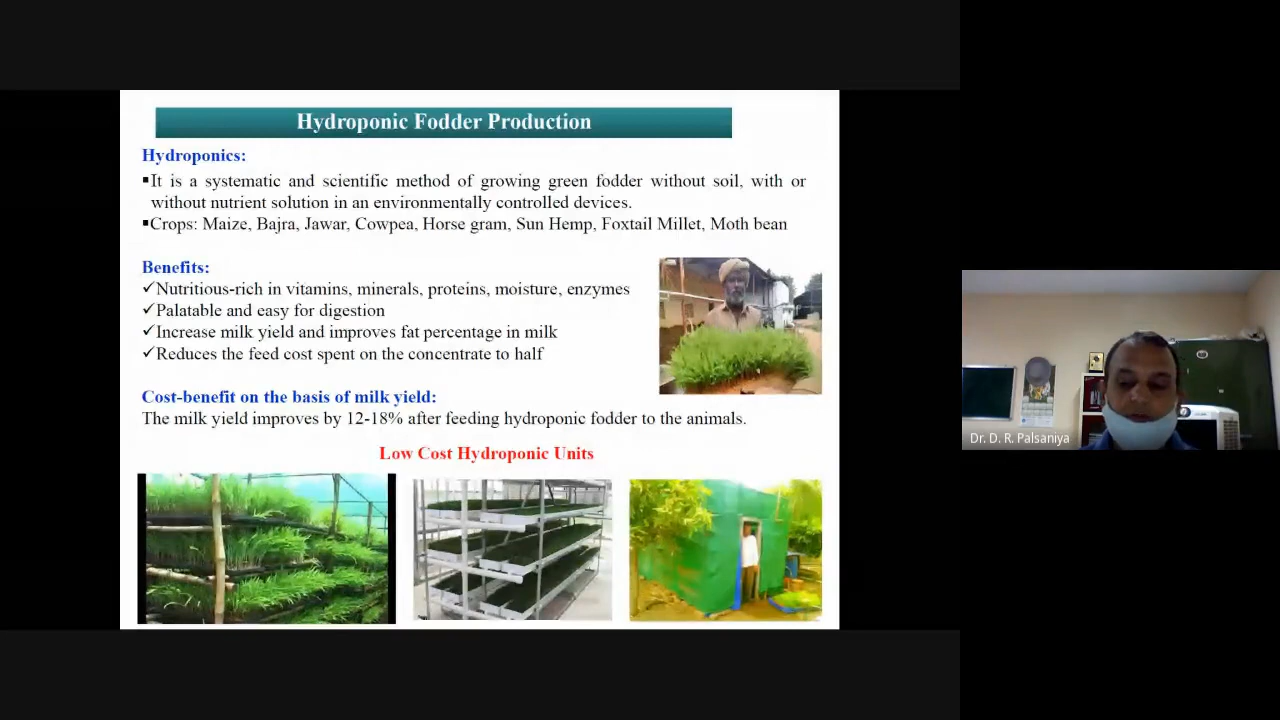 Hydroponic Fodder Production
Hydroponics:
▪It is a systematic and scientific method of growing green fodder without soil, with or
without nutrient solution in an environmentally controlled devices.
▪Crops: Maize, Bajra, Jawar, Cowpea, Horse gram, Sun Hemp, Foxtail Millet, Moth bean
Benefits:
✓Nutritious-rich in vitamins, minerals, proteins, moisture, enzymes
✓Palatable and easy for digestion
✓Increase milk yield and improves fat percentage in milk
✓Reduces the feed cost spent on the concentrate to half
Cost-benefit on the basis of milk yield:
The milk yield improves by 12-18% after feeding hydroponic fodder to the animals.
Low Cost Hydroponic Units
Dr. D. R. Palsaniya